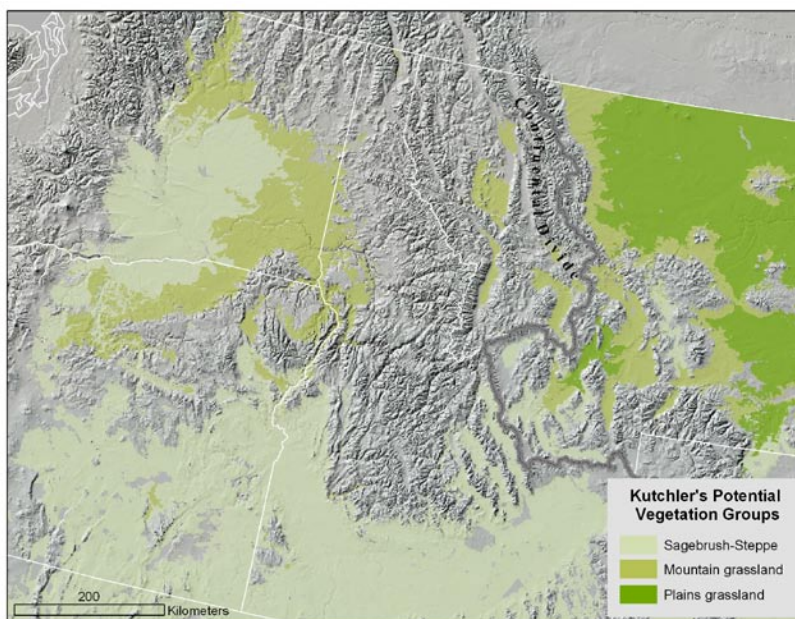 Continental Divide
Kutchler's Potential
Vegetation Groups
Sagebrush-Steppe
Mountain grassland
Plains grassland
200
Kilometers